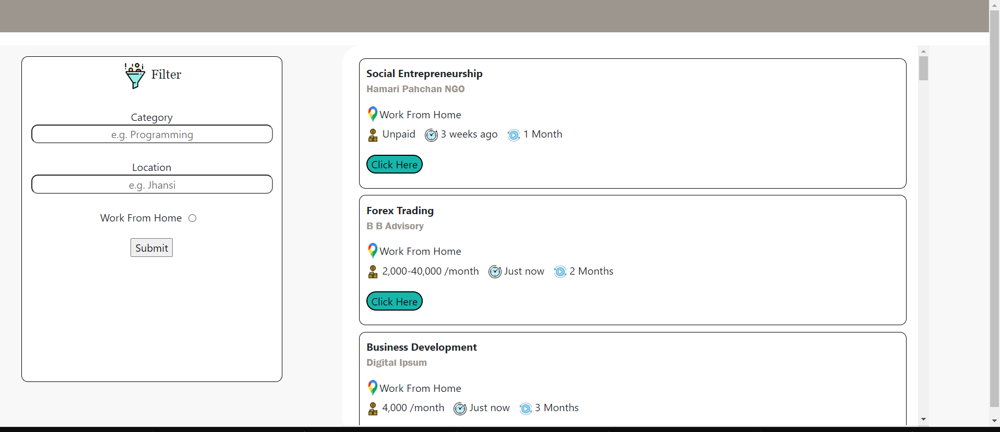 Filter
Category
e.g. Programming
Location
e.g. Jhansi
Work From Home
Submit
Social Entrepreneurship
Hamari Pahchan NGO
Work From Home
Unpaid 3 weeks ago 1 Month
Click Here
Forex Trading
B B Advisory
Work From Home
2,000-40,000 /month Just now 2 Months
Click Here
Business Development
Digital Ipsum
Work From Home
4,000 /month Just now 3 Months